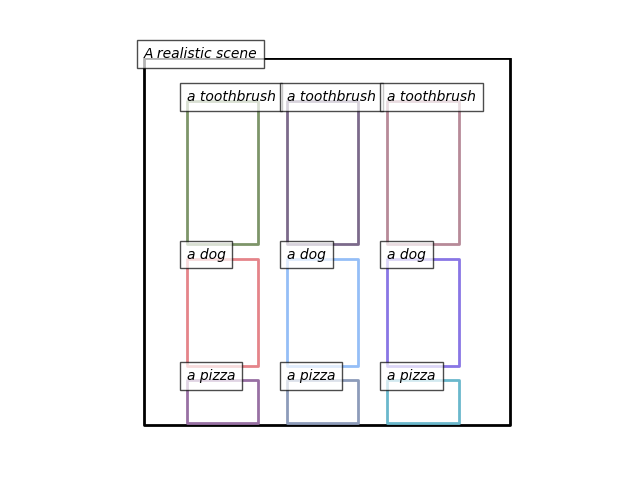 A realistic scene
a toothbrush a toothbrush a toothbrush
a dog a dog a dog
a pizza a pizza a pizza